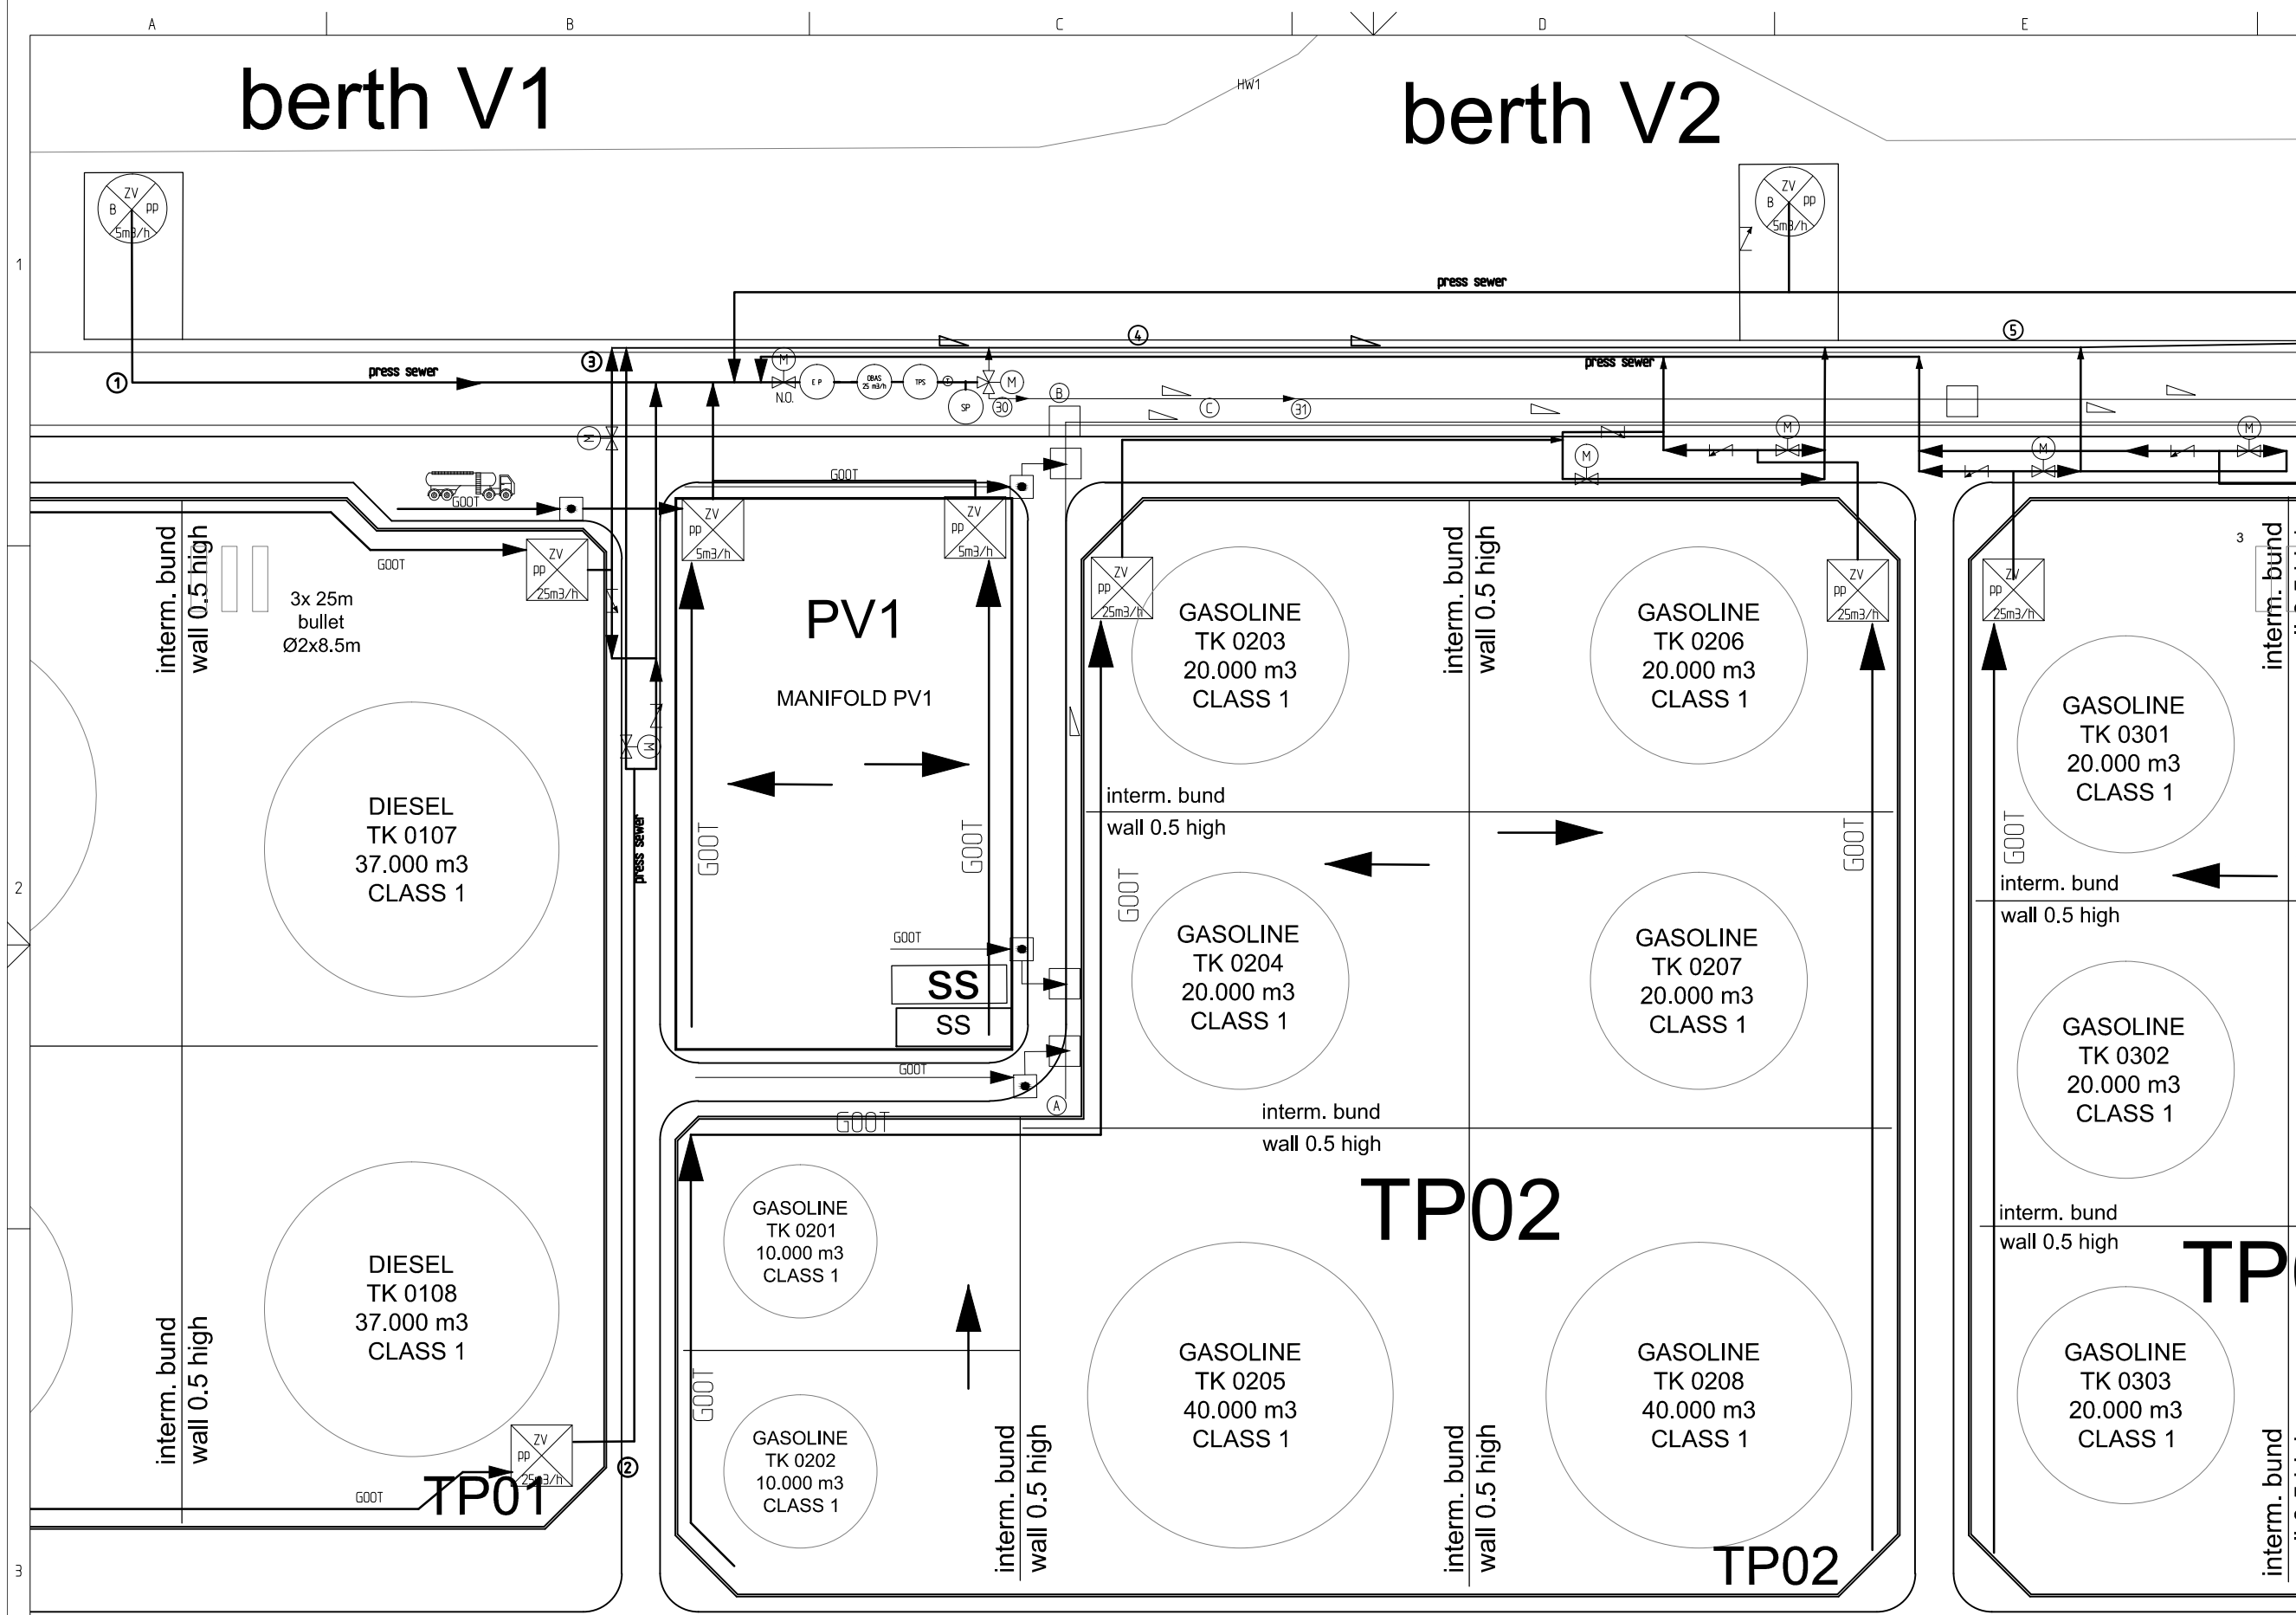 A
B
C
D
E
berth V1
HW1
berth V2
ZV
B
pp
5m3/h
ZV
B
pp
5m3/h
1
press sewer
4
5
3
M
press sewer
1
press sewer
E P
OBAS
25 m3/h
TPS
M
N.O.
SP
30
B
C
31
M
M
M
M
M
GOOT
GOOT
ZV
pp
5m3/h
ZV
pp
5m3/h
GOOT
ZV
pp
25m3/h
ZV
pp
25m3/h
ZV
pp
25m3/h
ZV
pp
25m3/h
interm. bund
wall 0.5 high
3x 25m
bullet
Ø2x8.5m
PV1
MANIFOLD PV1
GASOLINE
TK 0203
20.000 m3
CLASS 1
interm. bund
wall 0.5 high
GASOLINE
TK 0206
20.000 m3
CLASS 1
3
interm. bund
GASOLINE
TK 0301
20.000 m3
CLASS 1
M
DIESEL
TK 0107
37.000 m3
CLASS 1
press sewer
GOOT
GOOT
interm. bund
wall 0.5 high
GOOT
GOOT
GOOT
2
interm. bund
wall 0.5 high
GOOT
SS
SS
GASOLINE
TK 0204
20.000 m3
CLASS 1
GASOLINE
TK 0207
20.000 m3
CLASS 1
GASOLINE
TK 0302
20.000 m3
CLASS 1
GOOT
A
GOOT
interm. bund
wall 0.5 high
TP02
GASOLINE
TK 0201
10.000 m3
CLASS 1
interm. bund
wall 0.5 high
TP
DIESEL
TK 0108
37.000 m3
CLASS 1
interm. bund
wall 0.5 high
GOOT
GASOLINE
TK 0205
40.000 m3
CLASS 1
GASOLINE
TK 0208
40.000 m3
CLASS 1
GASOLINE
TK 0303
20.000 m3
CLASS 1
GASOLINE
TK 0202
10.000 m3
CLASS 1
interm. bund
wall 0.5 high
interm. bund
wall 0.5 high
interm. bund
ZV
pp
25m3/h
2
GOOT
TP01
TP02
3